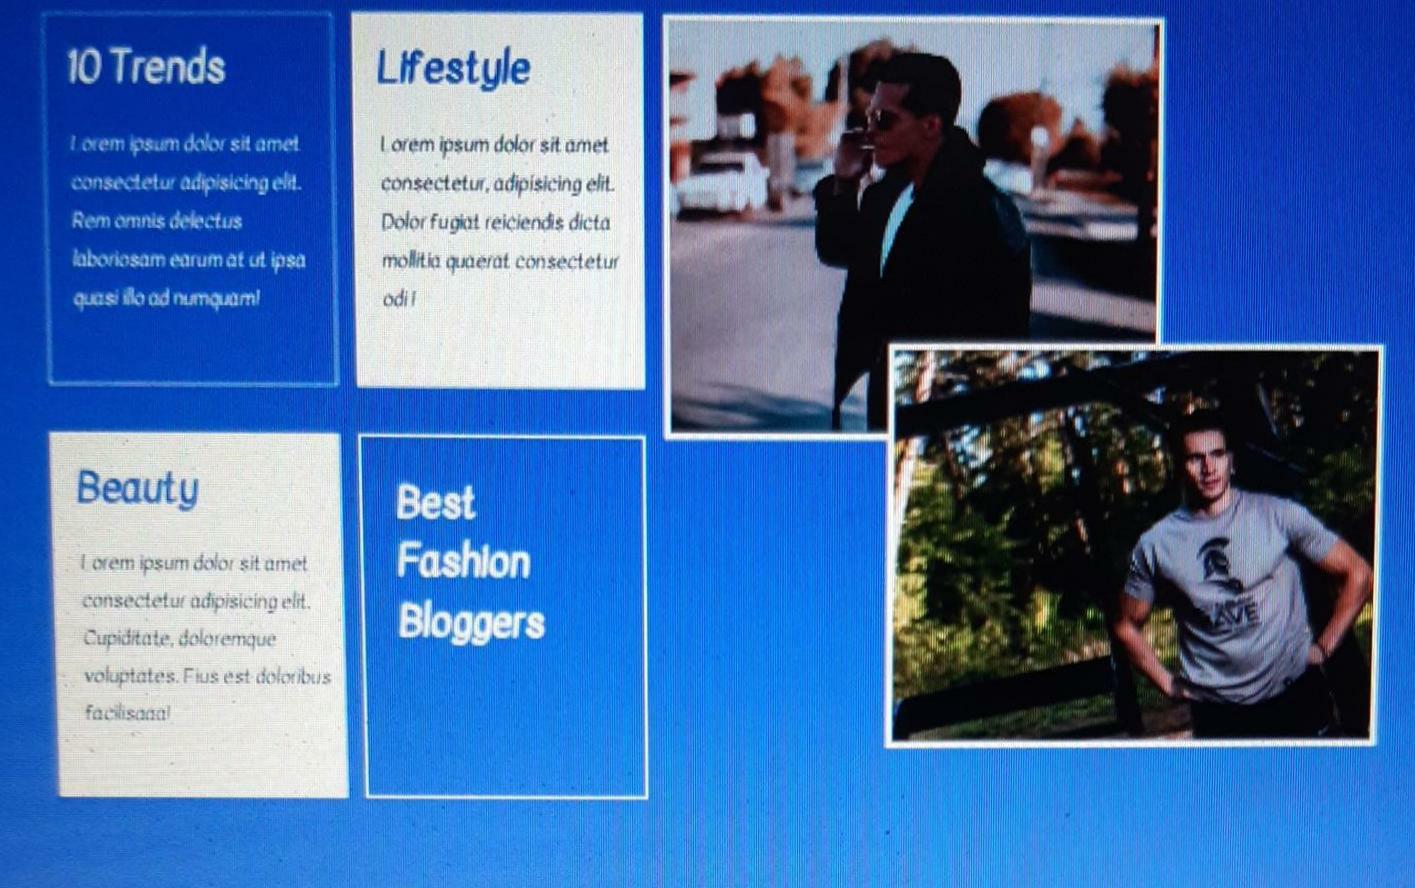 10 Trends
Lorem ipsum dolor sit amet
consectetur adipisicing elit.
Rem omnis delectus
laboriosam earum at ut ipsa
quasi illo ad numquam!
Lifestyle
Lorem ipsum dolor sit amet
consectetur, adipisicing elit.
Dolor fugiat reiciendis dicta
mollitia quaerat consectetur
odi!
Beauty
Lorem ipsum dolor sit amet
consectetur adipisicing elit.
Cupiditate, doloremque
voluptates. Eius est doloribus
facilisaaa!
Best
Fashion
Bloggers